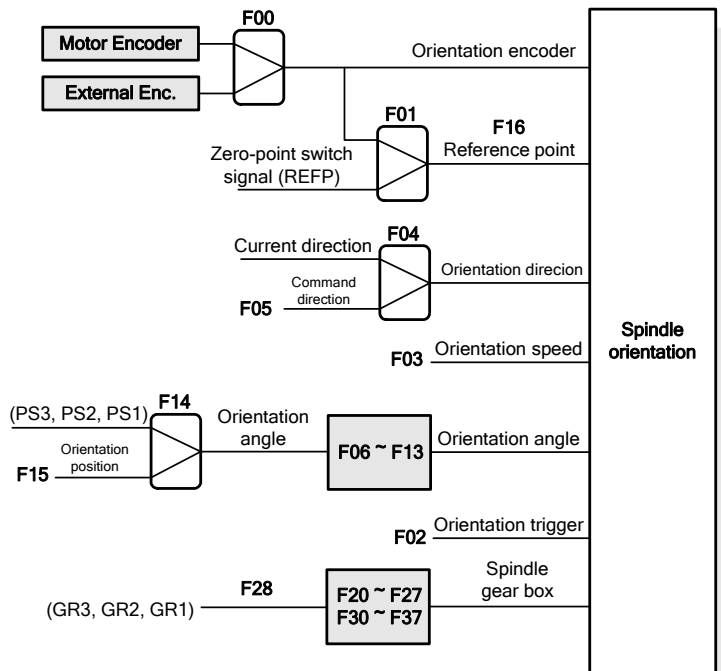 F00
Motor Encoder
External Enc.
Orientation encoder
F01
F16
Zero-point switch
signal (REFP)
Reference point
F04
Current direction
Command
direction
F05
Orientation direcion
Spindle
orientation
F03
Orientation speed
F14
(PS3, PS2, PS1)
Orientation
position
F15
Orientation
angle
F06 ~ F13
Orientation angle
F02
Orientation trigger
F28
(GR3, GR2, GR1)
F20 ~ F27
F30 ~ F37
Spindle
gear box